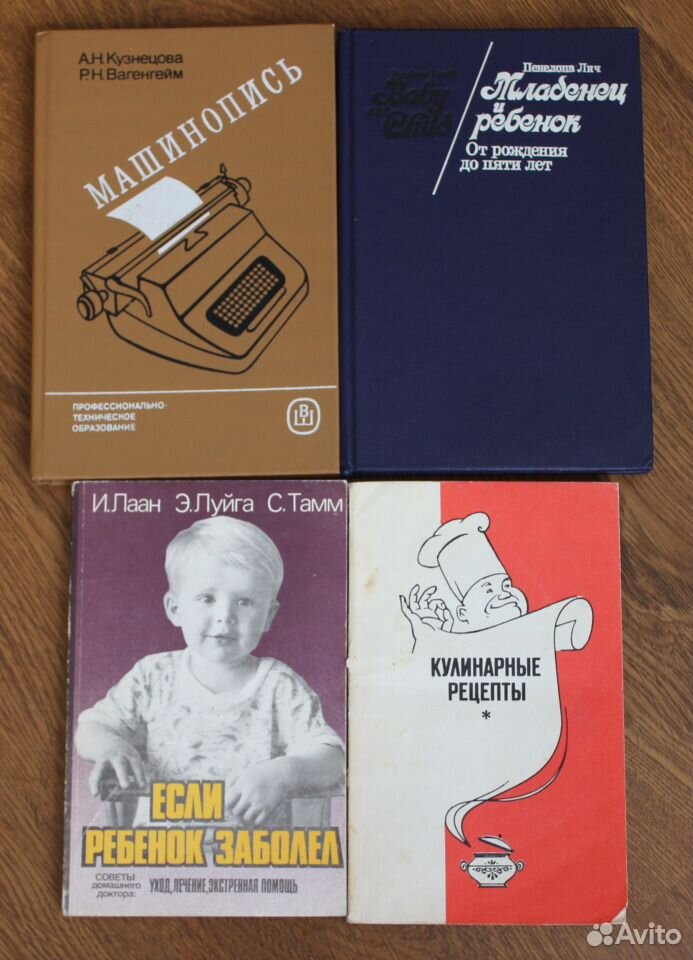 А.Н.Кузнецова
Р.Н.Вагенгейм
МАШИНОПИСЬ
ПРОФЕССИОНАЛЬНО-
ТЕХНИЧЕСКОЕ
ОБРАЗОВАНИЕ
Baby
Child
Пенелопа Лич
Младенец
и
ребенок
От рождения
до пяти лет
И.Лаан Э.Луйга С.Тамм
ЕСЛИ
РЕБЕНОК ЗАБОЛЕЛ
СОВЕТЫ
домашнего
доктора:
УХОД, ЛЕЧЕНИЕ, ЭКСТРЕННАЯ ПОМОЩЬ
КУЛИНАРНЫЕ
РЕЦЕПТЫ
*
Avito